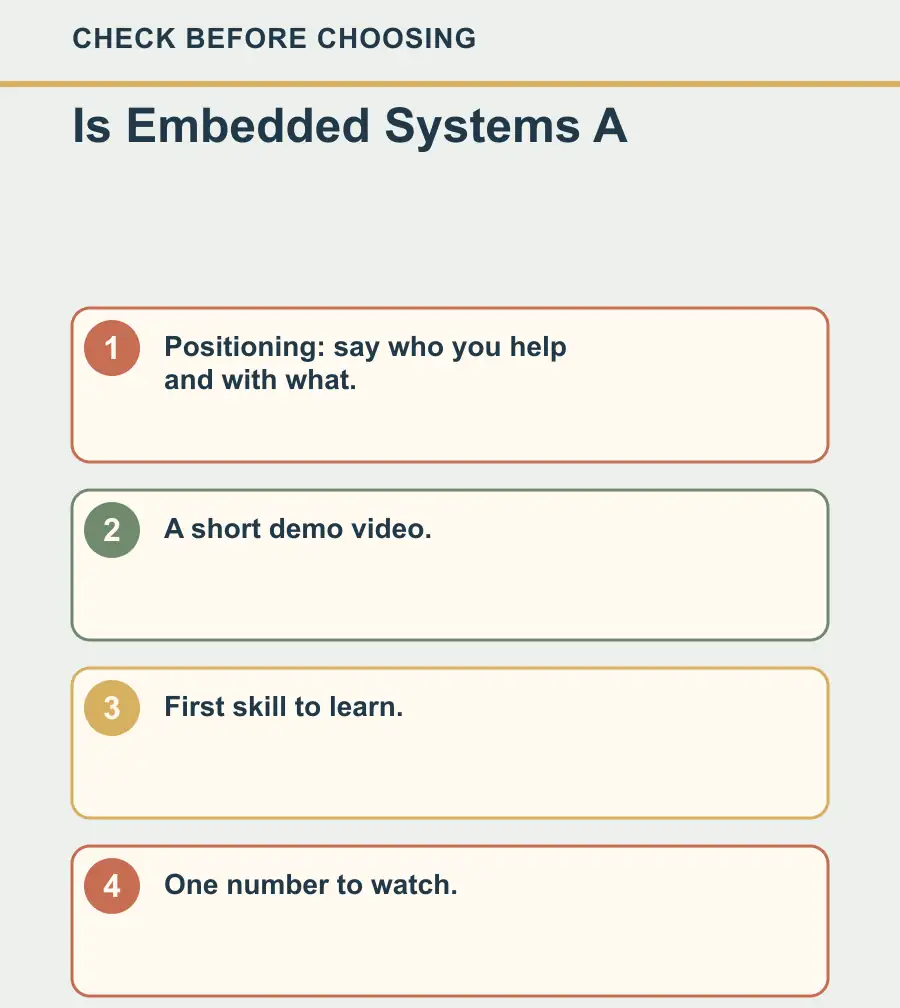 CHECK BEFORE CHOOSING
Is Embedded Systems A
1
Positioning: say who you help
and with what.
2
A short demo video.
3
First skill to learn.
4
One number to watch.